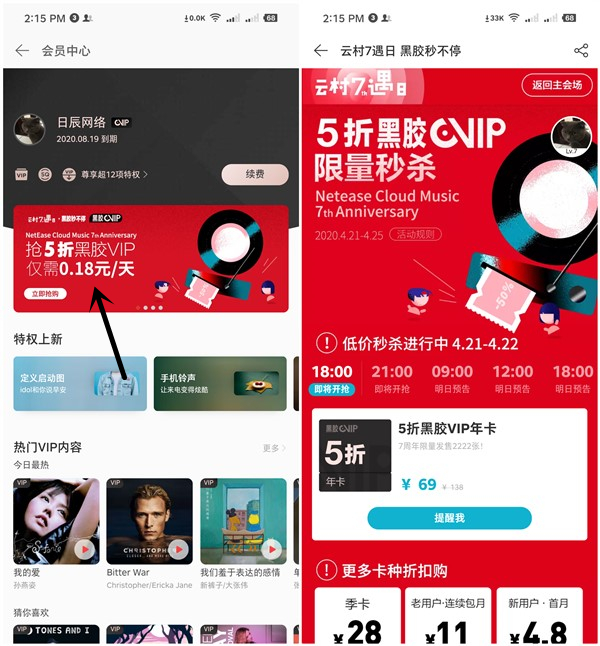 2:15 PM
↓0.0K
68
会员中心
日辰网络
VIP
2020.08.19 到期
VIP
SQ
VIP
尊享超12项特权
续费
云村7th遇日·黑胶秒不停
黑胶VIP
NetEase Cloud Music 7th Anniversary
抢5折黑胶VIP
仅需0.18元/天
立即抢购
-50%
特权上新
定义启动图
idol和你说早安
手机铃声
让来电变得炫酷
热门VIP内容
更多
今日最热
VIP
VIP
CHRISTOPHE
VIP
VIP
我的爱
孙燕姿
Bitter War
Christopher/Ericka Jane
我们羞于表达的感情
新裤子/大张伟
猜你喜欢
VIP
TONES AND I
VIP
VIP
2:15 PM
↓33K
68
云村7遇日 黑胶秒不停
云村7th遇日
返回主会场
5折黑胶VIP
限量秒杀
Lv.7
Netease Cloud Music
7th Anniversary
2020.4.21-4.25
活动规则
-50%
低价秒杀进行中 4.21-4.22
18:00
21:00
09:00
12:00
18:00
即将开抢
即将开抢
明日预告
明日预告
明日预告
黑胶VIP
5折
年卡
5折黑胶VIP年卡
7周年限量发售2222张!
¥ 69
¥ 138
提醒我
更多卡种折扣购
季卡
老用户·连续包月
新用户·首月
¥28
¥11
¥4.8